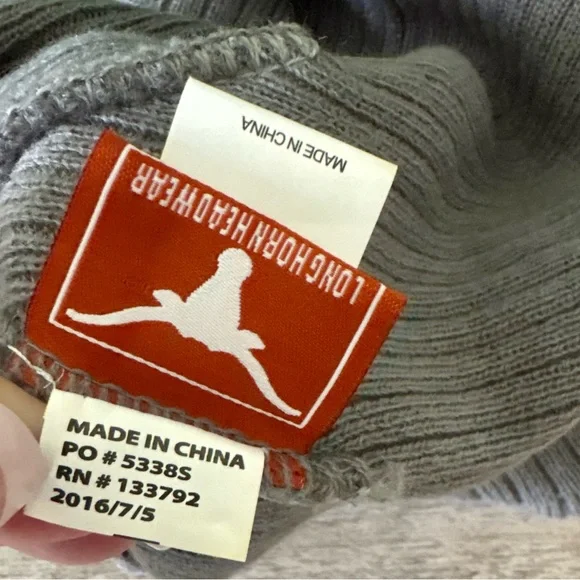 MADE IN CHINA
LONGHORN HEADWEAR
MADE IN CHINA
PO # 5338S
RN # 133792
2016/7/5